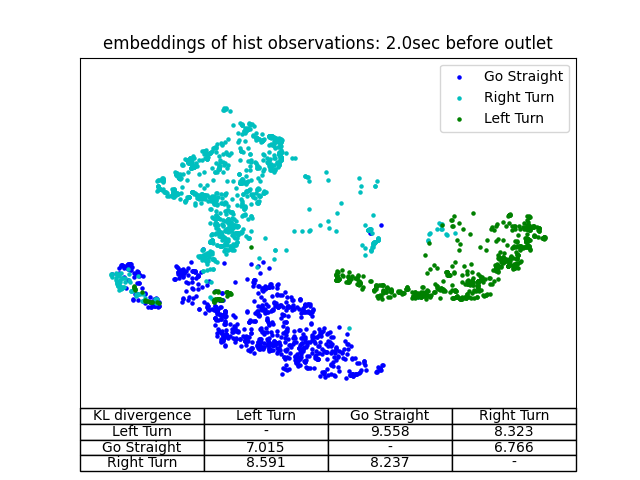 embeddings of hist observations: 2.0sec before outlet
Go Straight
Right Turn
Left Turn
KL divergence Left Turn Go Straight Right Turn
Left Turn - 9.558 8.323
Go Straight 7.015 - 6.766
Right Turn 8.591 8.237 -